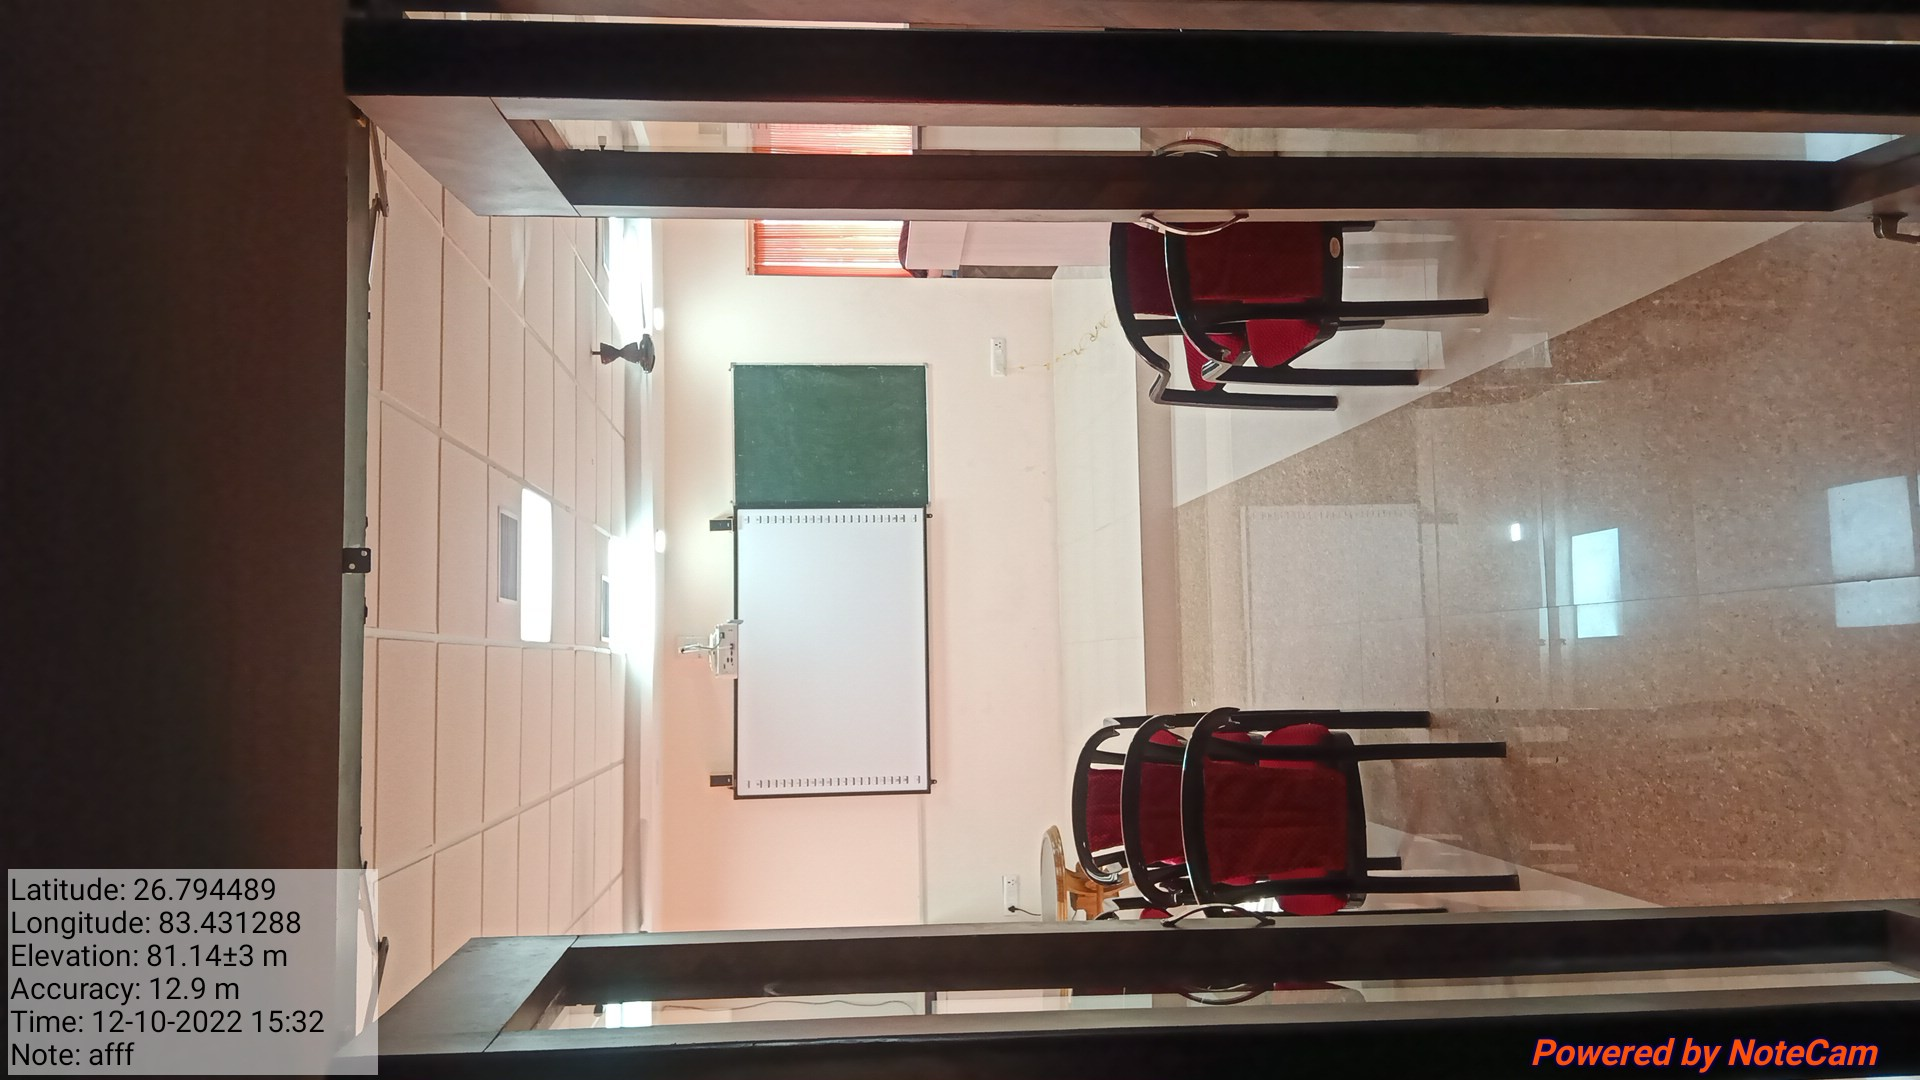 Latitude: 26.794489
Longitude: 83.431288
Elevation: 81.14±3 m
Accuracy: 12.9 m
Time: 12-10-2022 15:32
Note: afff
Powered by NoteCam